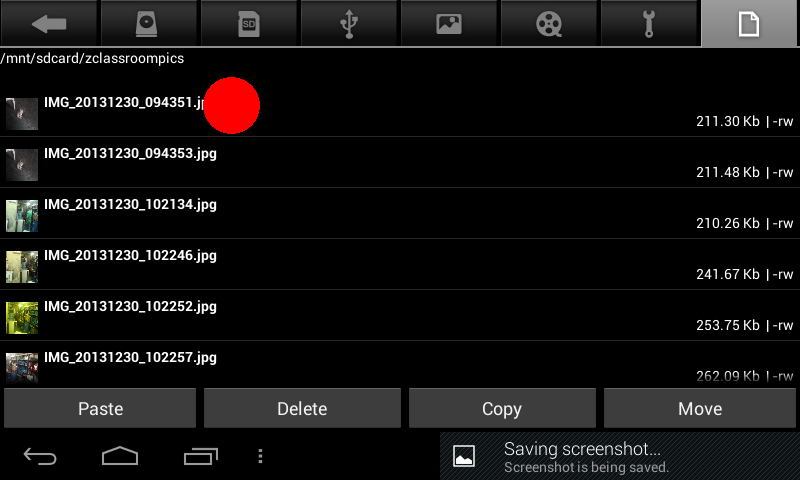 SD
/mnt/sdcard/zclassroompics
IMG_20131230_094351.jp
211.30 Kb | -rw
IMG_20131230_094353.jpg
211.48 Kb | -rw
IMG_20131230_102134.jpg
210.26 Kb | -rw
IMG_20131230_102246.jpg
241.67 Kb | -rw
IMG_20131230_102252.jpg
253.75 Kb | -rw
IMG_20131230_102257.jpg
262.09 Kb | -rw
Paste Delete Copy Move
Saving screenshot...
Screenshot is being saved.